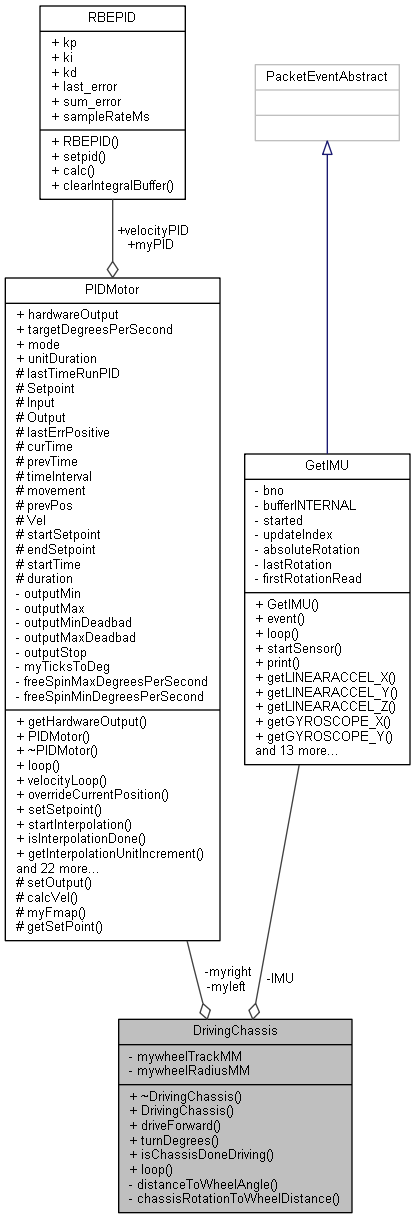 RBEPID
+ kp
+ ki
+ kd
+ last_error
+ sum_error
+ sampleRateMs
+ RBEPID()
+ setpid()
+ calc()
+ clearIntegralBuffer()
PacketEventAbstract
+velocityPID
+myPID
PIDMotor
+ hardwareOutput
+ targetDegreesPerSecond
+ mode
+ unitDuration
# lastTimeRunPID
# Setpoint
# Input
# Output
# lastErrPositive
# curTime
# prevTime
# timeInterval
# movement
# prevPos
# Vel
# startSetpoint
# endSetpoint
# startTime
# duration
- outputMin
- outputMax
- outputMinDeadbad
- outputMaxDeadbad
- outputStop
- myTicksToDeg
- freeSpinMaxDegreesPerSecond
- freeSpinMinDegreesPerSecond
+ getHardwareOutput()
+ PIDMotor()
+ ~PIDMotor()
+ loop()
+ velocityLoop()
+ overrideCurrentPosition()
+ setSetpoint()
+ startInterpolation()
+ isInterpolationDone()
+ getInterpolationUnitIncrement()
and 22 more...
# setOutput()
# calcVel()
# myFmap()
# getSetPoint()
GetIMU
- bno
- bufferINTERNAL
- started
- updateIndex
- absoluteRotation
- lastRotation
- firstRotationRead
+ GetIMU()
+ event()
+ loop()
+ startSensor()
+ print()
+ getLINEARACCEL_X()
+ getLINEARACCEL_Y()
+ getLINEARACCEL_Z()
+ getGYROSCOPE_X()
+ getGYROSCOPE_Y()
and 13 more...
-myright
-myleft
-IMU
DrivingChassis
- mywheelTrackMM
- mywheelRadiusMM
+ ~DrivingChassis()
+ DrivingChassis()
+ driveForward()
+ turnDegrees()
+ isChassisDoneDriving()
+ loop()
- distanceToWheelAngle()
- chassisRotationToWheelDistance()